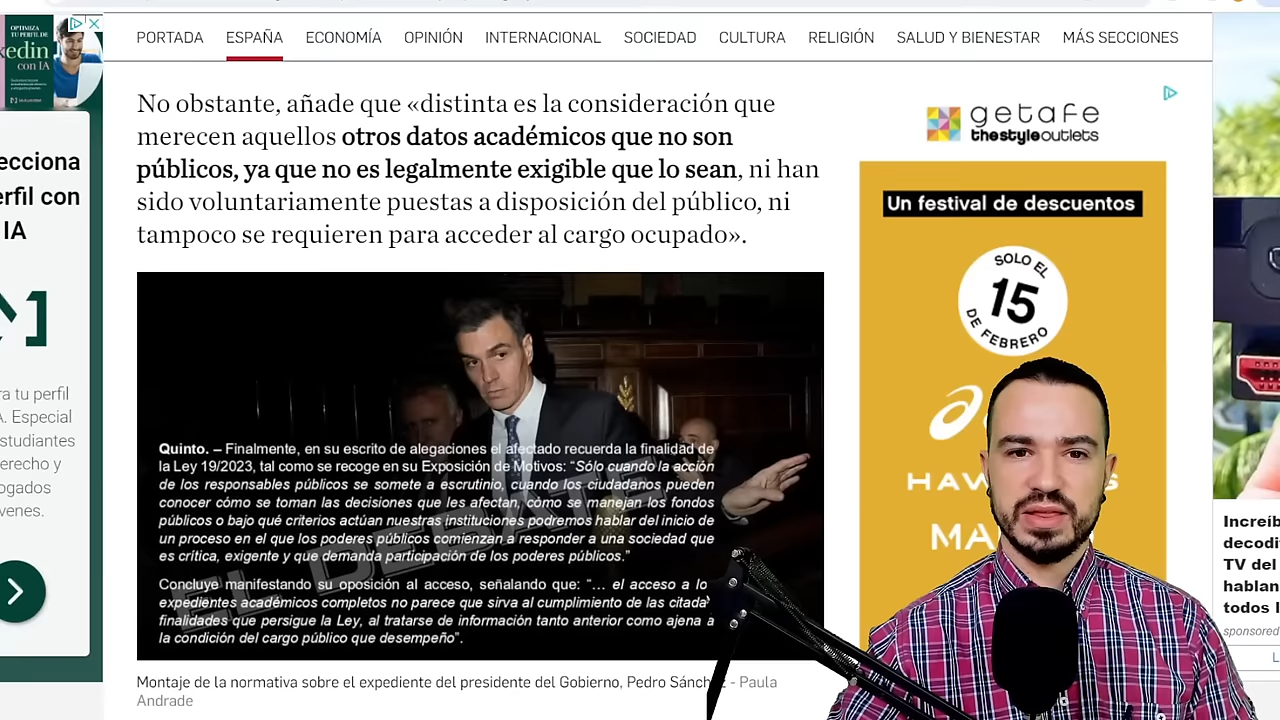 OPTIMIZA
TU PERFIL DE
edin
con IA
PORTADA ESPAÑA ECONOMÍA OPINIÓN INTERNACIONAL SOCIEDAD CULTURA RELIGIÓN SALUD Y BIENESTAR MÁS SECCIONES
ecciona
erfil con
IA
ra tu perfil
A. Especial
studiantes
erecho y
ogados
venes.
No obstante, añade que «distinta es la consideración que
merecen aquellos otros datos académicos que no son
públicos, ya que no es legalmente exigible que lo sean, ni han
sido voluntariamente puestas a disposición del público, ni
tampoco se requieren para acceder al cargo ocupado».
Quinto. – Finalmente, en su escrito de alegaciones el afectado recuerda la finalidad de
la Ley 19/2023, tal como se recoge en su Exposición de Motivos: “Sólo cuando la acción
de los responsables públicos se somete a escrutinio, cuando los ciudadanos pueden
conocer cómo se toman las decisiones que les afectan, cómo se manejan los fondos
públicos o bajo qué criterios actúan nuestras instituciones podremos hablar del inicio de
un proceso en el que los poderes públicos comienzan a responder a una sociedad que
es crítica, exigente y que demanda participación de los poderes públicos.”
Concluye manifestando su oposición al acceso, señalando que: “… el acceso a lo
expedientes académicos completos no parece que sirva al cumplimiento de las citada
finalidades que persigue la Ley, al tratarse de información tanto anterior como ajena a
la condición del cargo público que desempeño”.
EL DEBATE
Montaje de la normativa sobre el expediente del presidente del Gobierno, Pedro Sánchez - Paula
Andrade
getafe
thestyleoutlets
Un festival de descuentos
SOLO EL
15
DE FEBRERO
HAW S
MA
Increíb
decodi
TV del
hablan
todos l
sponsored
L